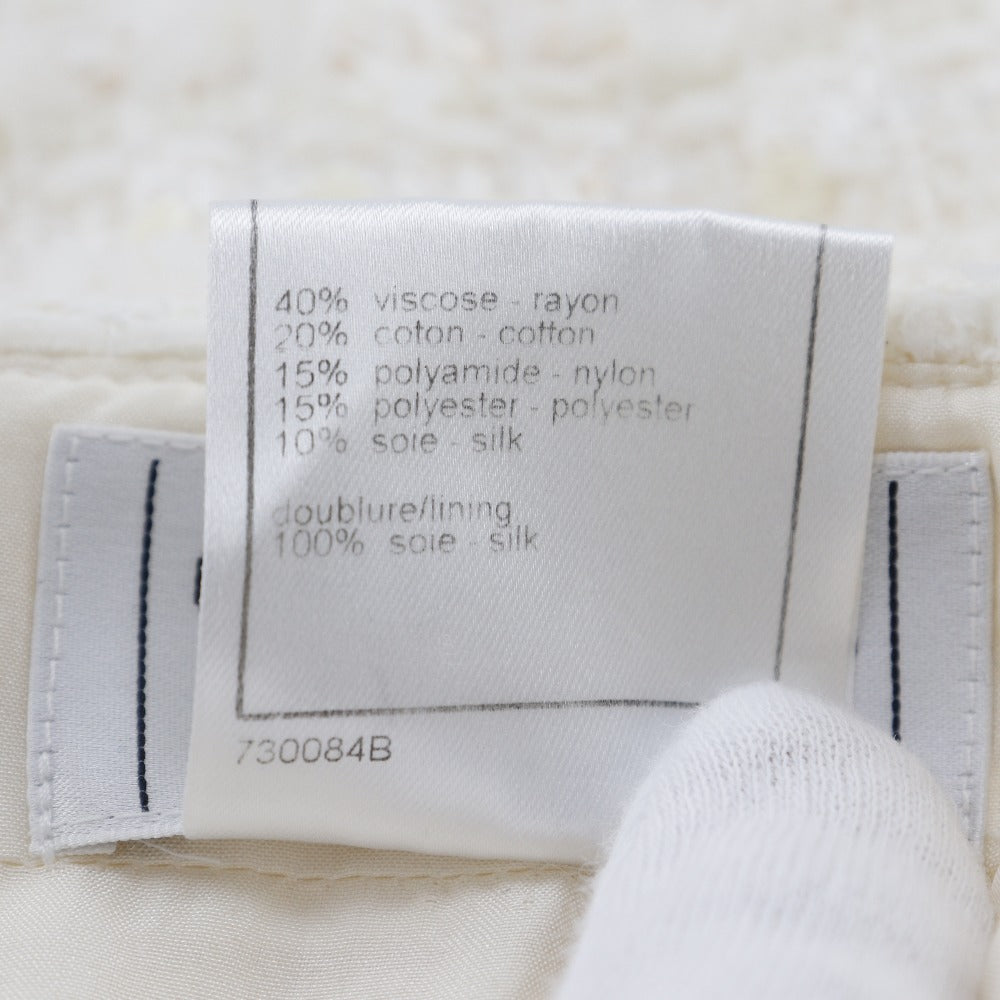 40% viscose - rayon
20% coton - cotton
15% polyamide - nylon
15% polyester - polyester
10% soie - silk
doublure/lining
100% soie - silk
730084B